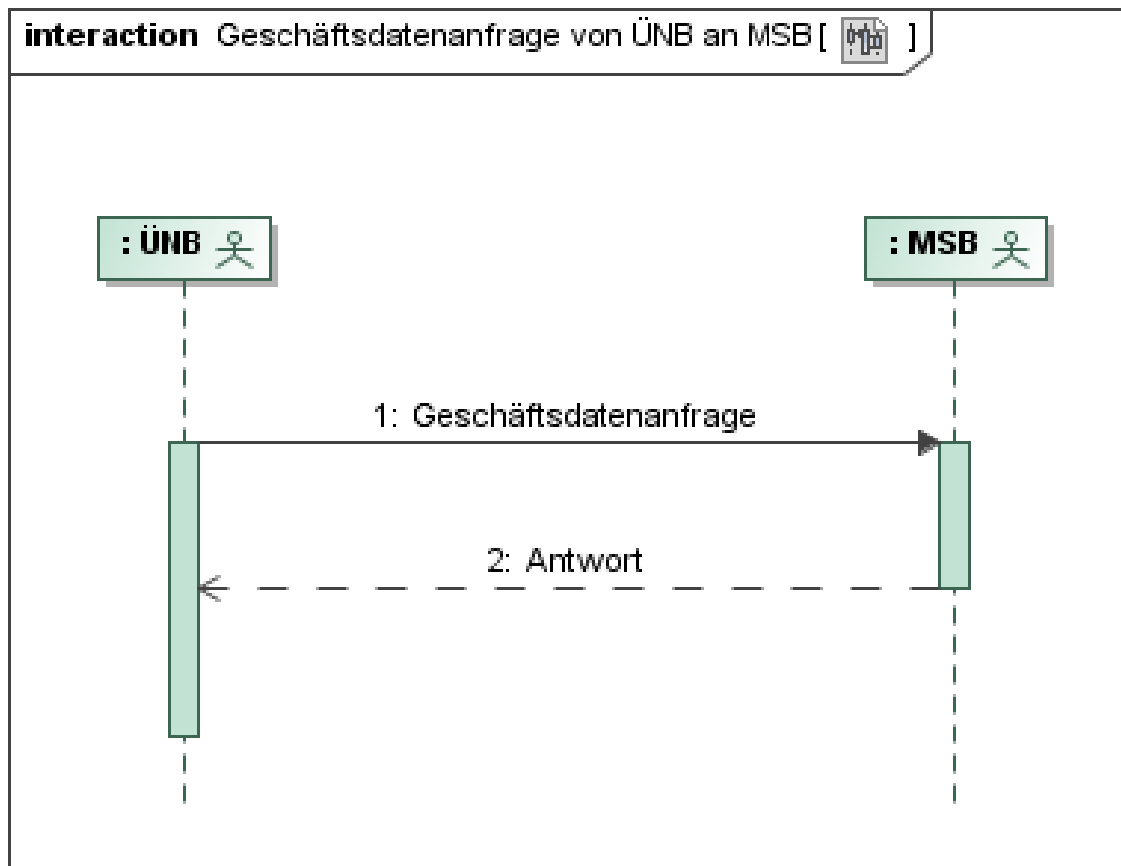 interaction Geschäftsdatenanfrage von ÜNB an MSB [ ]
: ÜNB
: MSB
1: Geschäftsdatenanfrage
2: Antwort